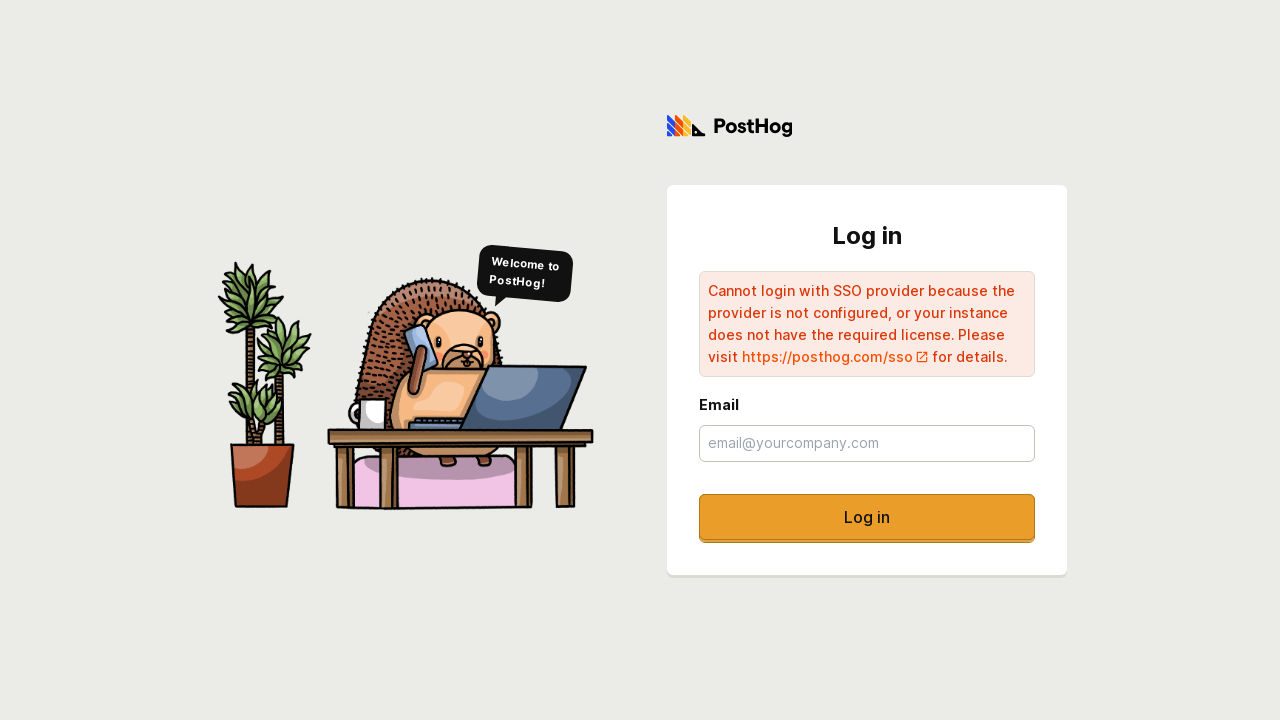 PostHog
Welcome to
PostHog!
Log in
Cannot login with SSO provider because the
provider is not configured, or your instance
does not have the required license. Please
visit https://posthog.com/sso for details.
Email
email@yourcompany.com
Log in